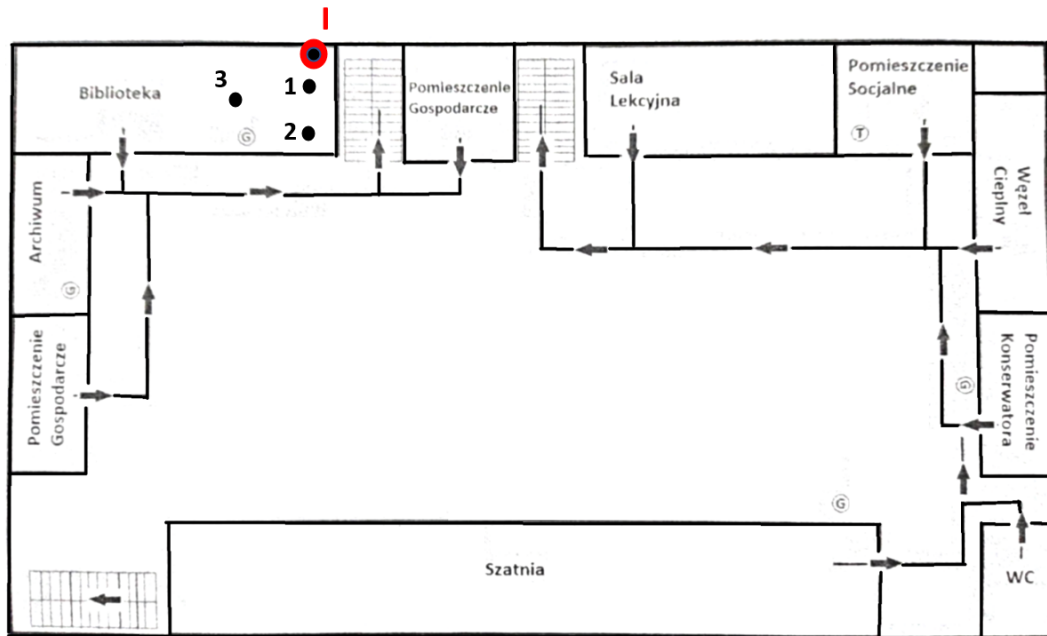 I
Biblioteka
3
1
2
G
Pomieszczenie
Gospodarcze
Sala
Lekcyjna
Pomieszczenie
Socjalne
T
Archiwum
G
Węzeł
Cieplny
Pomieszczenie
Gospodarcze
Pomieszczenie
Konserwatora
G
G
Szatnia
WC